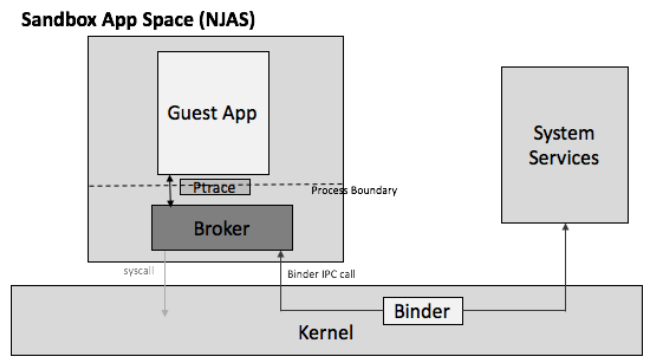 Sandbox App Space (NJAS)
Guest App
System
Services
Ptrace
Process Boundary
Broker
syscall
Binder IPC call
Binder
Kernel